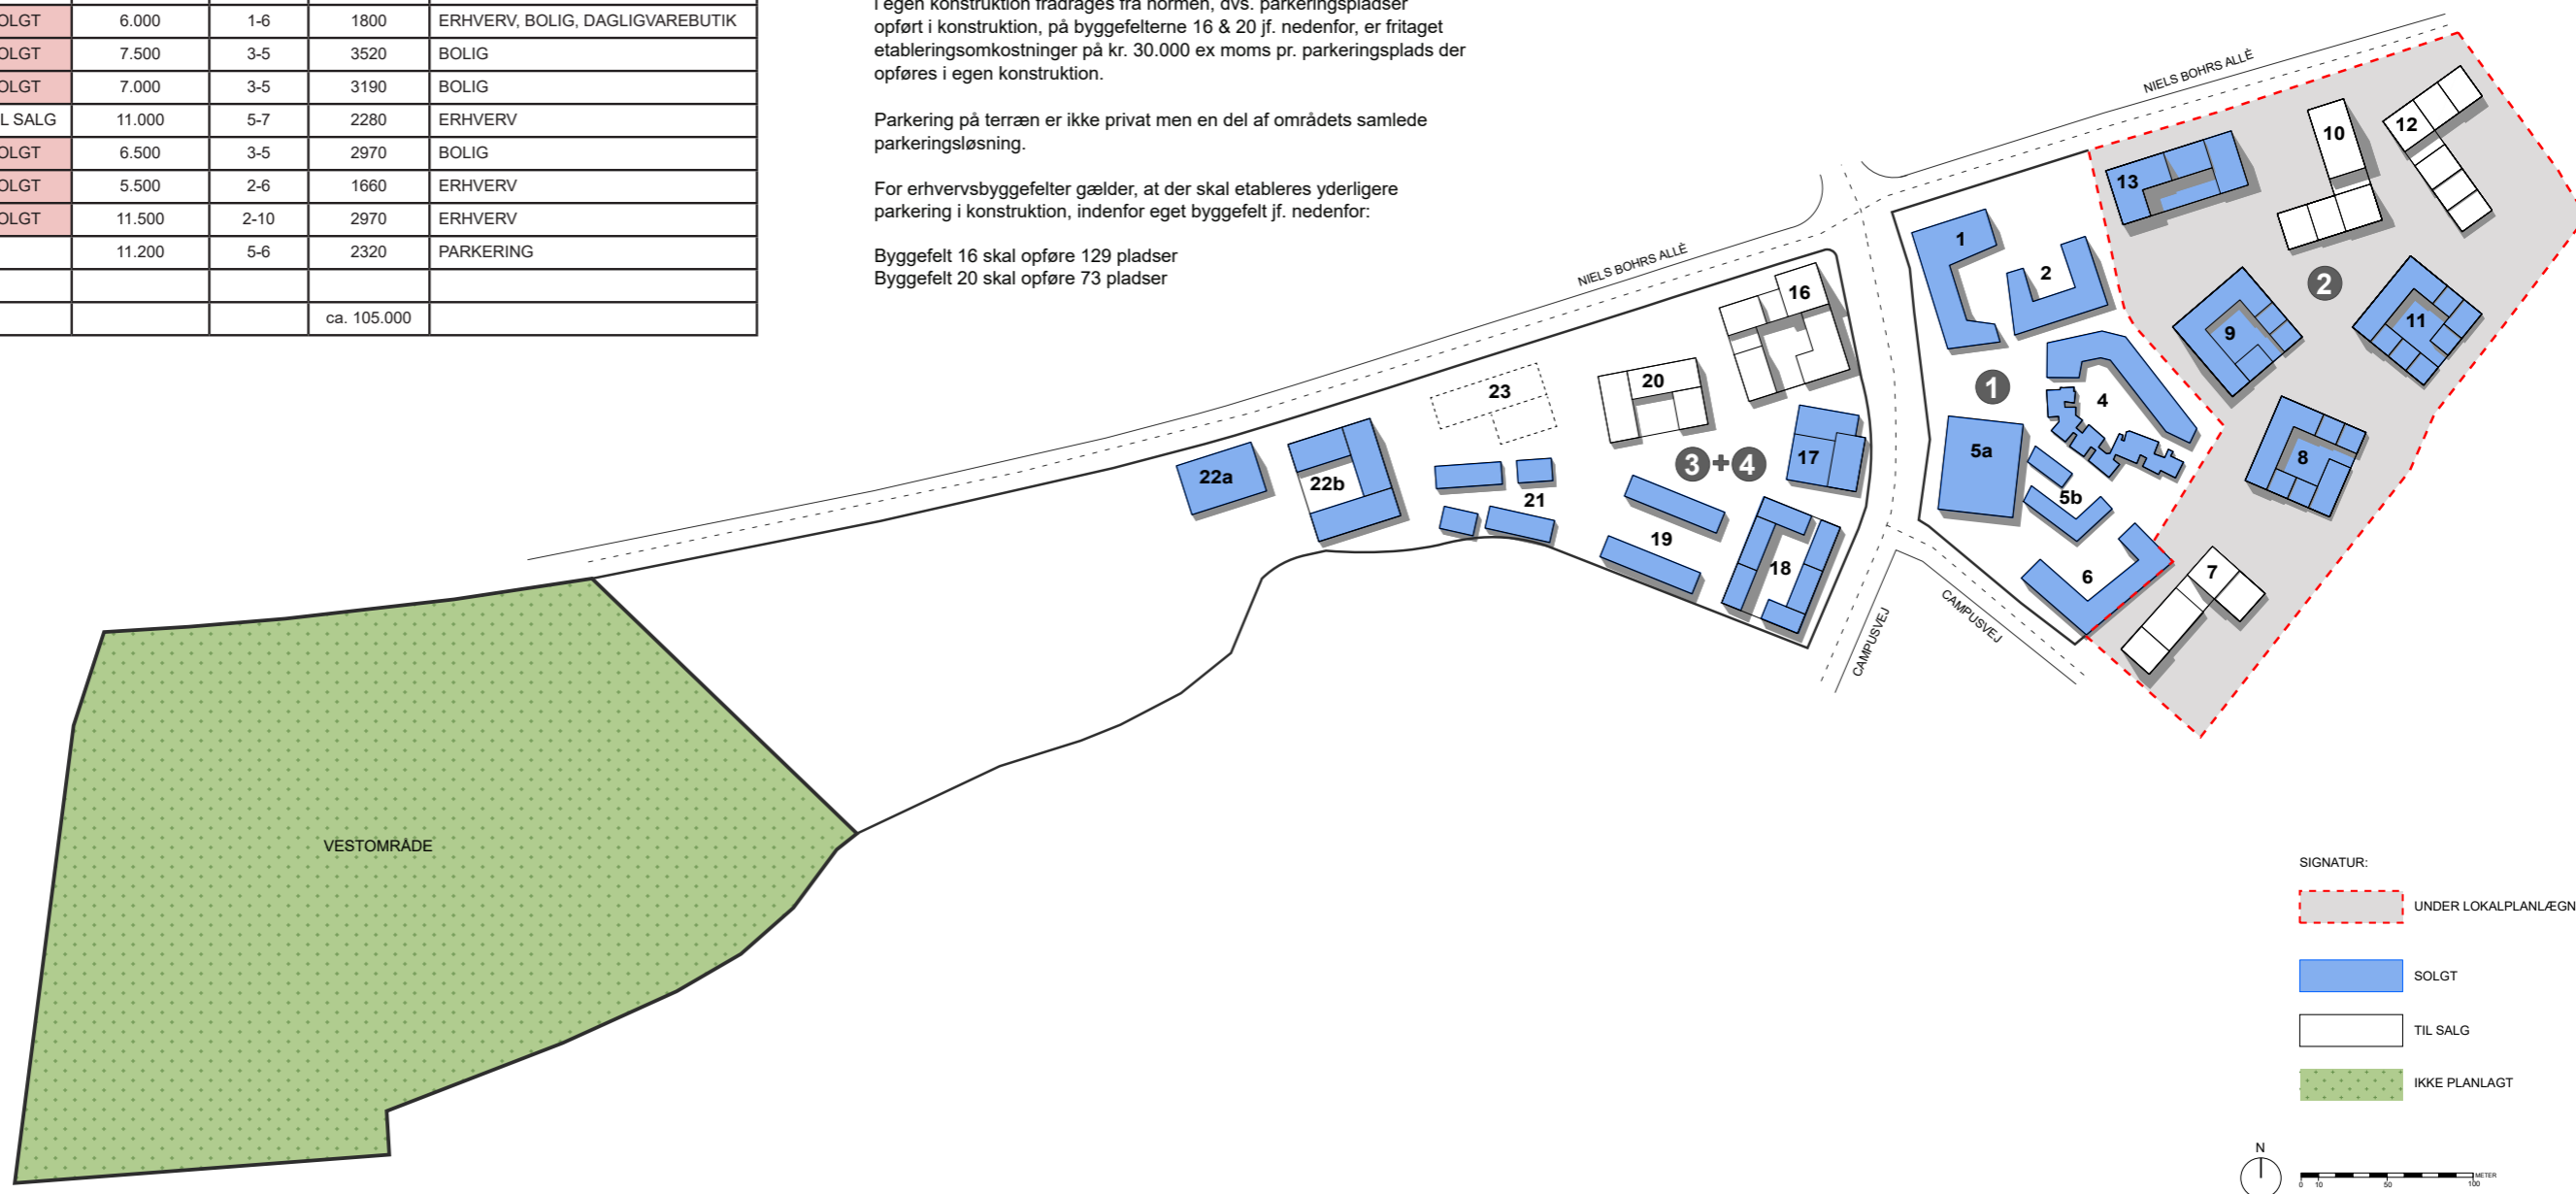 OLGT 6.000 1-6 1800 ERHVERV, BOLIG, DAGLIGVAREBUTIK
OLGT 7.500 3-5 3520 BOLIG
OLGT 7.000 3-5 3190 BOLIG
L SALG 11.000 5-7 2280 ERHVERV
OLGT 6.500 3-5 2970 BOLIG
OLGT 5.500 2-6 1660 ERHVERV
OLGT 11.500 2-10 2970 ERHVERV
11.200 5-6 2320 PARKERING
ca. 105.000
i egen konstruktion fradrages fra normen, dvs. parkeringspladser
opført i konstruktion, på byggefelterne 16 & 20 jf. nedenfor, er fritaget
etableringsomkostninger på kr. 30.000 ex moms pr. parkeringsplads der
opføres i egen konstruktion.
Parkering på terræn er ikke privat men en del af områdets samlede
parkeringsløsning.
For erhvervsbyggefelter gælder, at der skal etableres yderligere
parkering i konstruktion, indenfor eget byggefelt jf. nedenfor:
Byggefelt 16 skal opføre 129 pladser
Byggefelt 20 skal opføre 73 pladser
NIELS BOHRS ALLÈ
NIELS BOHRS ALLÈ
10
12
13
1
2
2
16
9
11
23
20
1
4
5a
3+4
17
22a
22b
21
8
5b
19
18
6
7
CAMPUSVEJ
CAMPUSVEJ
VESTOMRÅDE
SIGNATUR:
UNDER LOKALPLANLÆGN
SOLGT
TIL SALG
IKKE PLANLAGT
N
METER
0 10 50 100